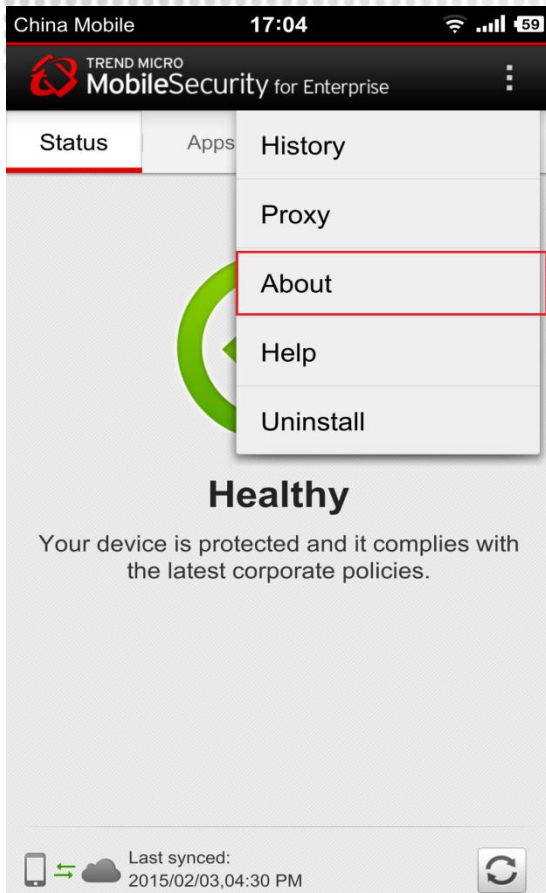 China Mobile 17:04 59
TREND MICRO
MobileSecurity for Enterprise
Status Apps
History
Proxy
About
Help
Uninstall
Healthy
Your device is protected and it complies with
the latest corporate policies.
Last synced:
2015/02/03,04:30 PM